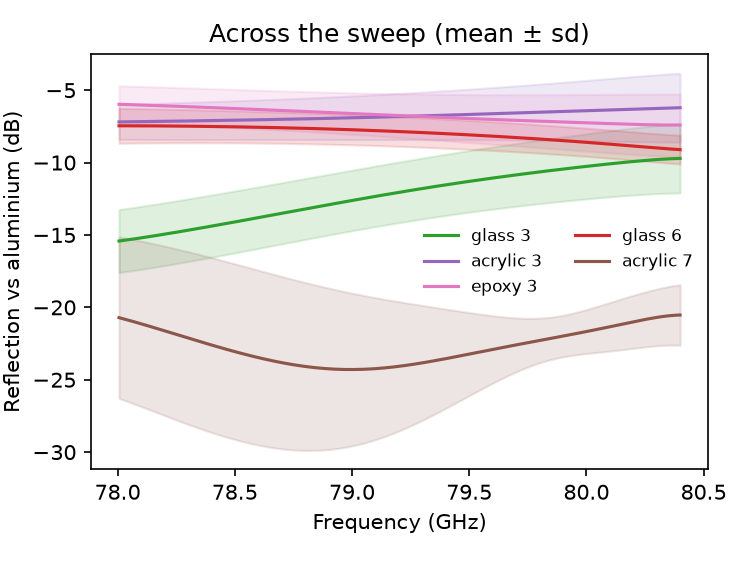 Across the sweep (mean ± sd)
Reflection vs aluminium (dB)
−5
−10
−15
−20
−25
−30
glass 3
acrylic 3
epoxy 3
glass 6
acrylic 7
78.0 78.5 79.0 79.5 80.0 80.5
Frequency (GHz)